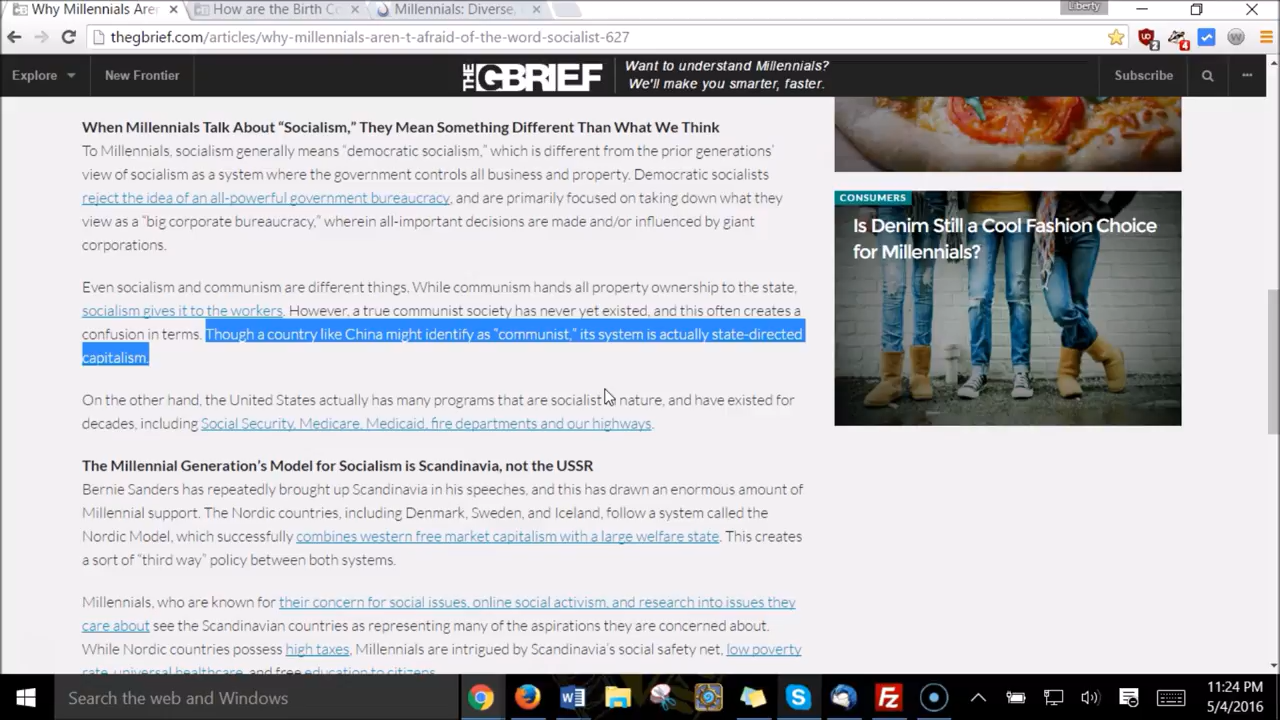 Why Millennials Aren
How are the Birth Co
Millennials: Diverse,
Liberty
thegbrief.com/articles/why-millennials-aren-t-afraid-of-the-word-socialist-627
2
4
Explore
New Frontier
THE GBRIEF
Want to understand Millennials?
We'll make you smarter, faster.
Subscribe
When Millennials Talk About “Socialism,” They Mean Something Different Than What We Think
To Millennials, socialism generally means “democratic socialism,” which is different from the prior generations’
view of socialism as a system where the government controls all business and property. Democratic socialists
reject the idea of an all-powerful government bureaucracy, and are primarily focused on taking down what they
view as a “big corporate bureaucracy,” wherein all-important decisions are made and/or influenced by giant
corporations.
Even socialism and communism are different things. While communism hands all property ownership to the state,
socialism gives it to the workers. However, a true communist society has never yet existed, and this often creates a
confusion in terms. Though a country like China might identify as “communist,” its system is actually state-directed
capitalism.
On the other hand, the United States actually has many programs that are socialist in nature, and have existed for
decades, including Social Security, Medicare, Medicaid, fire departments and our highways.
The Millennial Generation’s Model for Socialism is Scandinavia, not the USSR
Bernie Sanders has repeatedly brought up Scandinavia in his speeches, and this has drawn an enormous amount of
Millennial support. The Nordic countries, including Denmark, Sweden, and Iceland, follow a system called the
Nordic Model, which successfully combines western free market capitalism with a large welfare state. This creates
a sort of “third way” policy between both systems.
Millennials, who are known for their concern for social issues, online social activism, and research into issues they
care about see the Scandinavian countries as representing many of the aspirations they are concerned about.
While Nordic countries possess high taxes, Millennials are intrigued by Scandinavia’s social safety net, low poverty
rate, universal healthcare, and free education to citizens.
CONSUMERS
Is Denim Still a Cool Fashion Choice
for Millennials?
Search the web and Windows
11:24 PM
5/4/2016